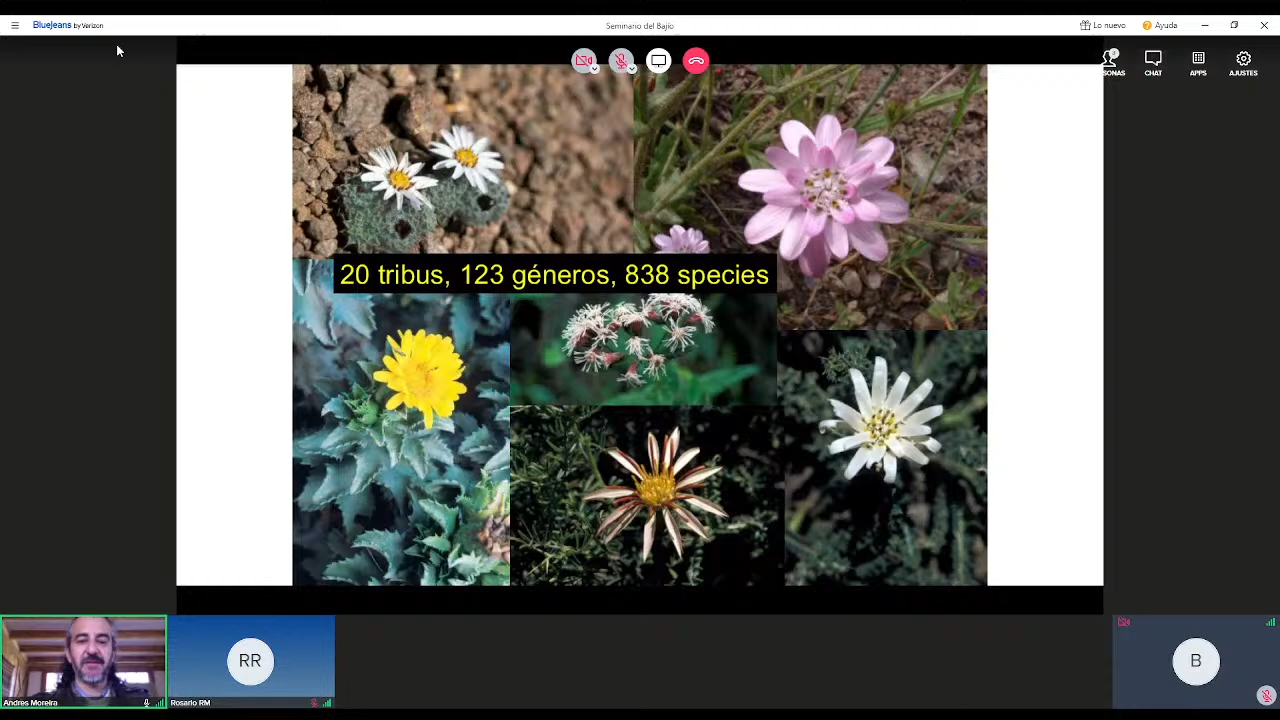 BlueJeans by Verizon
Seminario del Bajío
Lo nuevo
Ayuda
SONAS
CHAT
APPS
AJUSTES
20 tribus, 123 géneros, 838 species
RR
B
Andres Moreira
Rosario RM